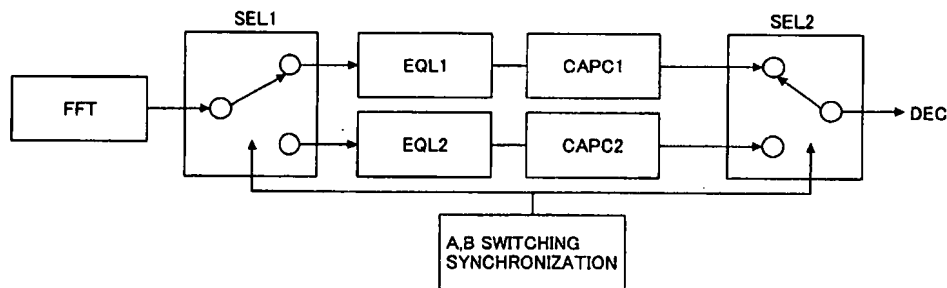 SEL1
SEL2
FFT
EQL1
CAPC1
EQL2
CAPC2
DEC
A,B SWITCHING
SYNCHRONIZATION